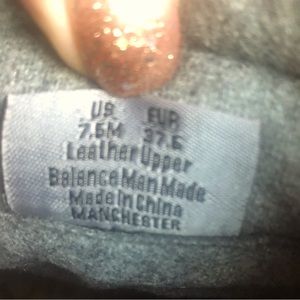 US EUR
7.5M 37.5
Leather Upper
Balance Man Made
Made in China
MANCHESTER